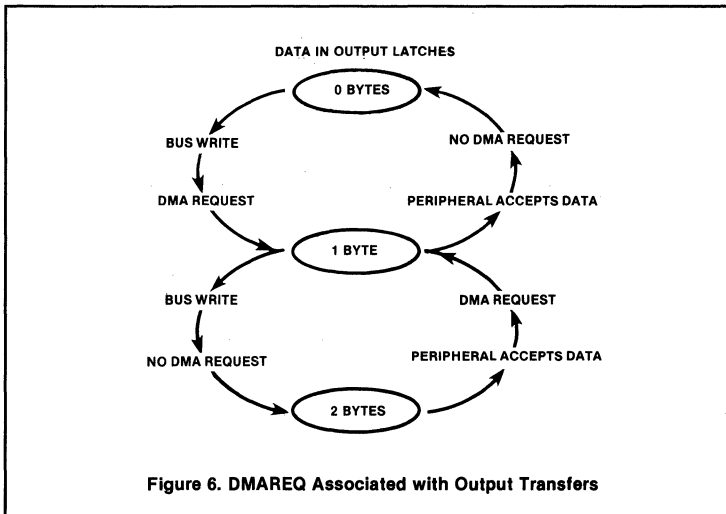 DATA IN OUTPUT LATCHES
0 BYTES
BUS WRITE
NO DMA REQUEST
DMA REQUEST
PERIPHERAL ACCEPTS DATA
1 BYTE
BUS WRITE
DMA REQUEST
NO DMA REQUEST
PERIPHERAL ACCEPTS DATA
2 BYTES
Figure 6. DMAREQ Associated with Output Transfers